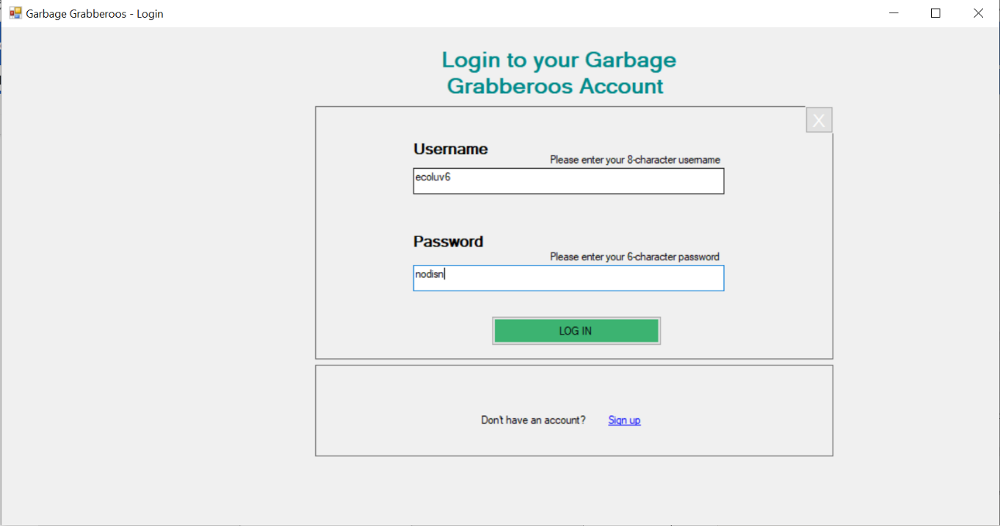 Garbage Grabberoos - Login
Login to your Garbage
Grabberoos Account
X
Username
Please enter your 8-character username
ecoluv6
Password
Please enter your 6-character password
nodisn
LOG IN
Don't have an account? Sign up